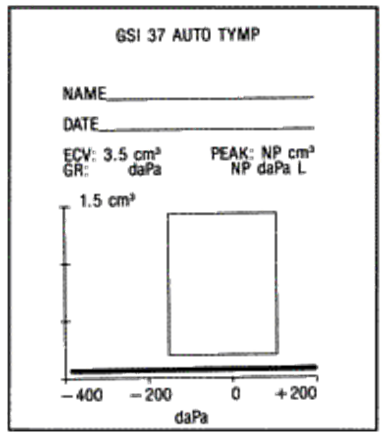 GSI 37 AUTO TYMP
NAME
DATE
ECV: 3.5 cm³ PEAK: NP cm³
GR: daPa NP daPa L
1.5 cm³
-400 -200 0 +200
daPa